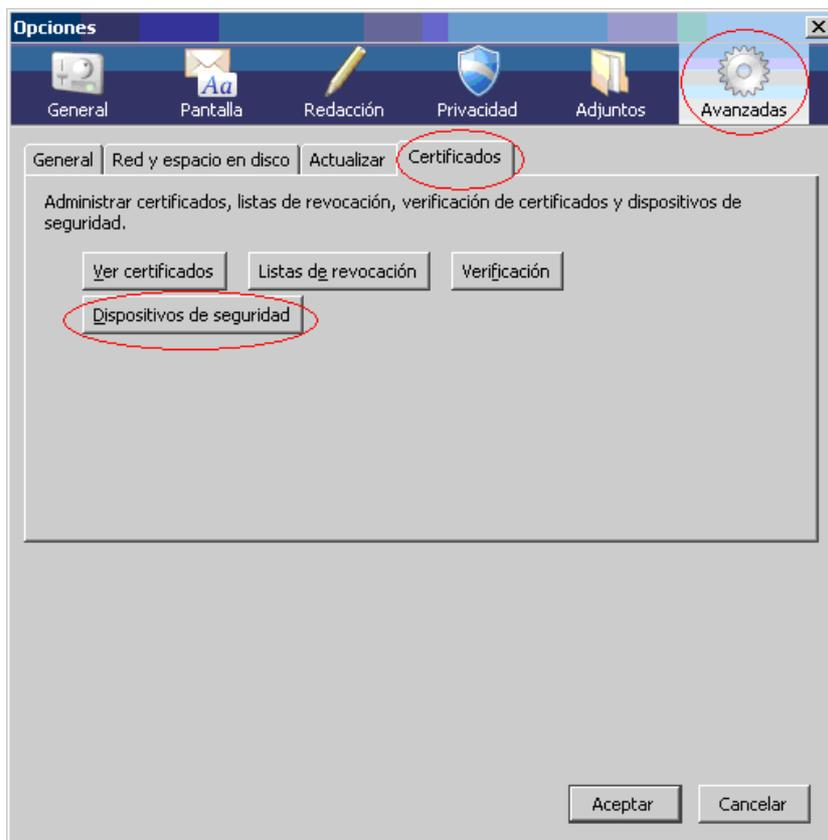 Opciones
Aa
General Pantalla Redacción Privacidad Adjuntos Avanzadas
General Red y espacio en disco Actualizar Certificados
Administrar certificados, listas de revocación, verificación de certificados y dispositivos de
seguridad.
Ver certificados Listas de revocación Verificación
Dispositivos de seguridad
Aceptar Cancelar